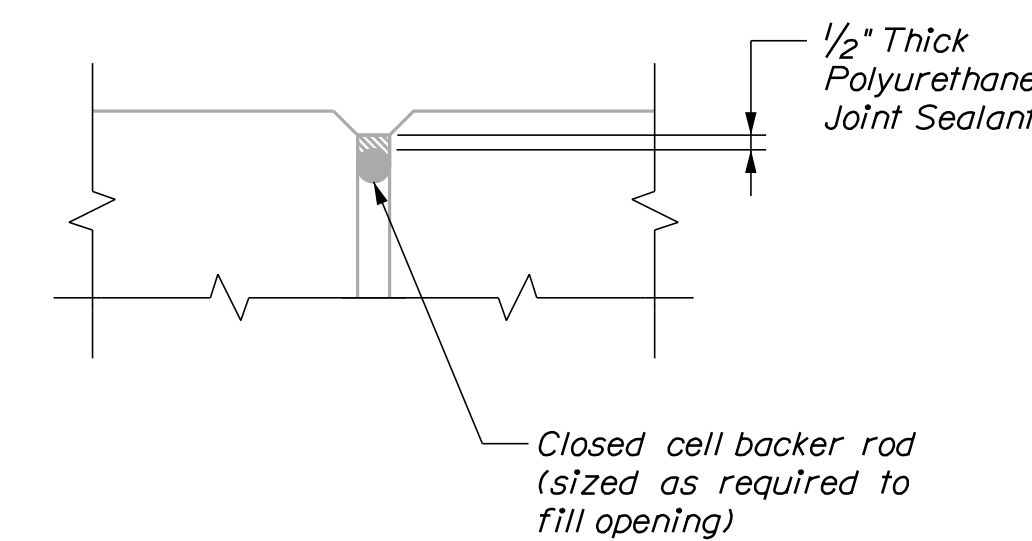 ½" Thick
Polyurethane
Joint Sealant
Closed cell backer rod
(sized as required to
fill opening)